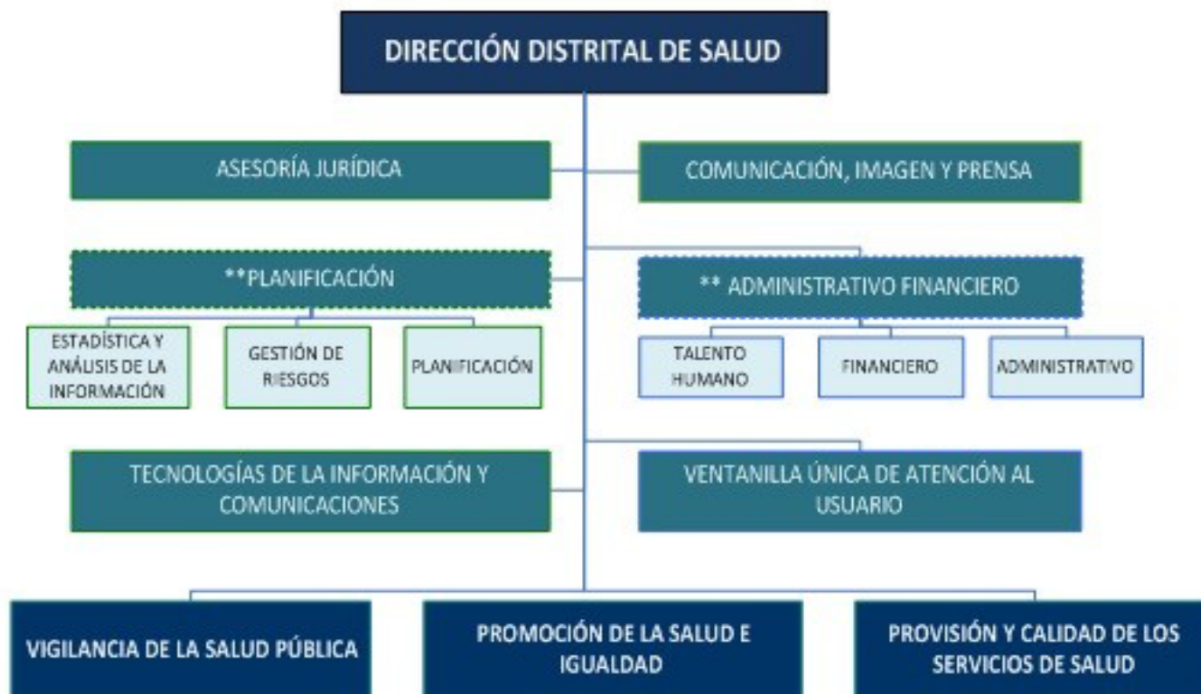 DIRECCIÓN DISTRITAL DE SALUD
ASESORÍA JURÍDICA
COMUNICACIÓN, IMAGEN Y PRENSA
**PLANIFICACIÓN
** ADMINISTRATIVO FINANCIERO
ESTADÍSTICA Y
ANÁLISIS DE LA
INFORMACIÓN
GESTIÓN DE
RIESGOS
PLANIFICACIÓN
TALENTO
HUMANO
FINANCIERO
ADMINISTRATIVO
TECNOLOGÍAS DE LA INFORMACIÓN Y
COMUNICACIONES
VENTANILLA ÚNICA DE ATENCIÓN AL
USUARIO
VIGILANCIA DE LA SALUD PÚBLICA
PROMOCIÓN DE LA SALUD E
IGUALDAD
PROVISIÓN Y CALIDAD DE LOS
SERVICIOS DE SALUD